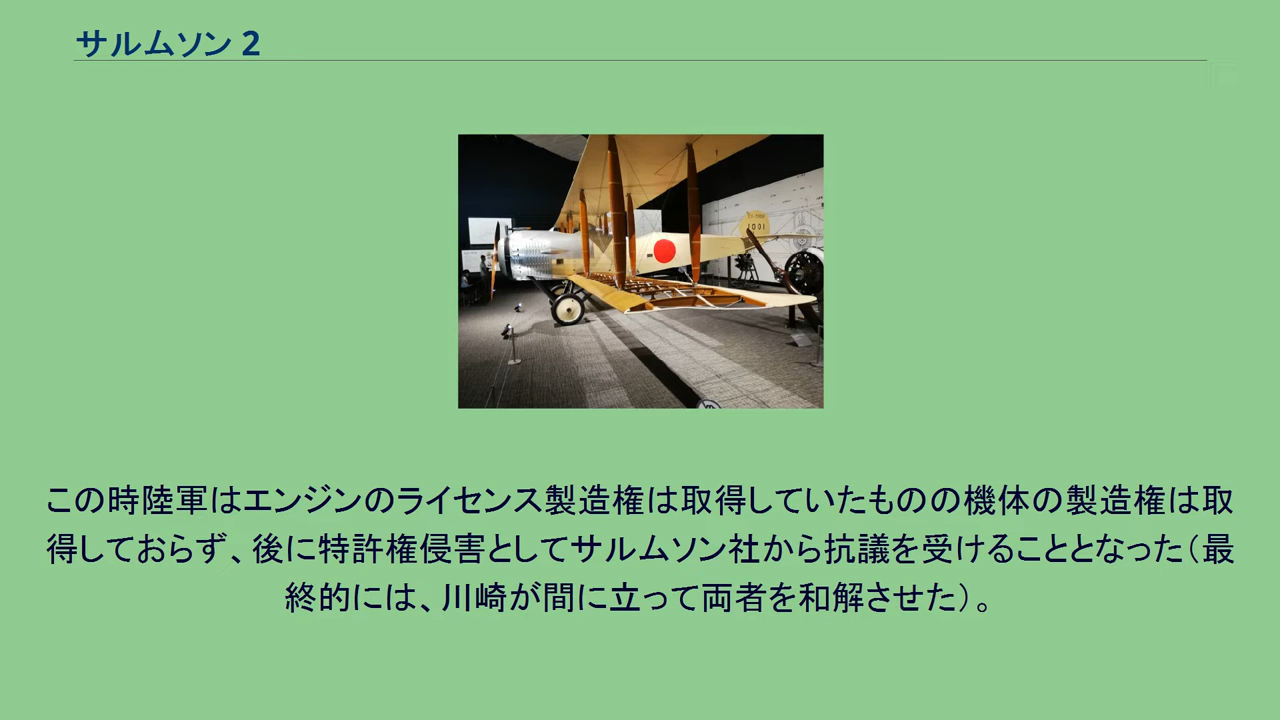 サルムソン 2
1001
この時陸軍はエンジンのライセンス製造権は取得していたものの機体の製造権は取
得しておらず、後に特許権侵害としてサルムソン社から抗議を受けることとなった（最
終的には、川崎が間に立って両者を和解させた）。